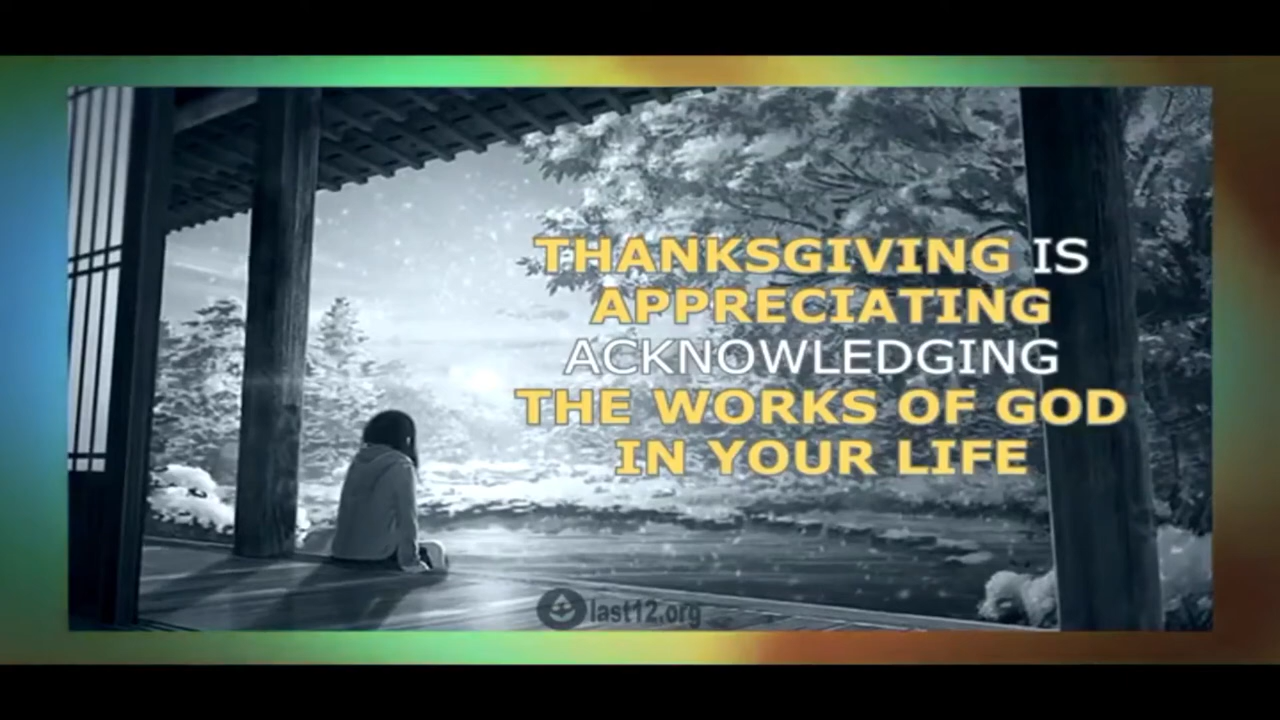 THANKSGIVING IS
APPRECIATING
ACKNOWLEDGING
THE WORKS OF GOD
IN YOUR LIFE
last12.org